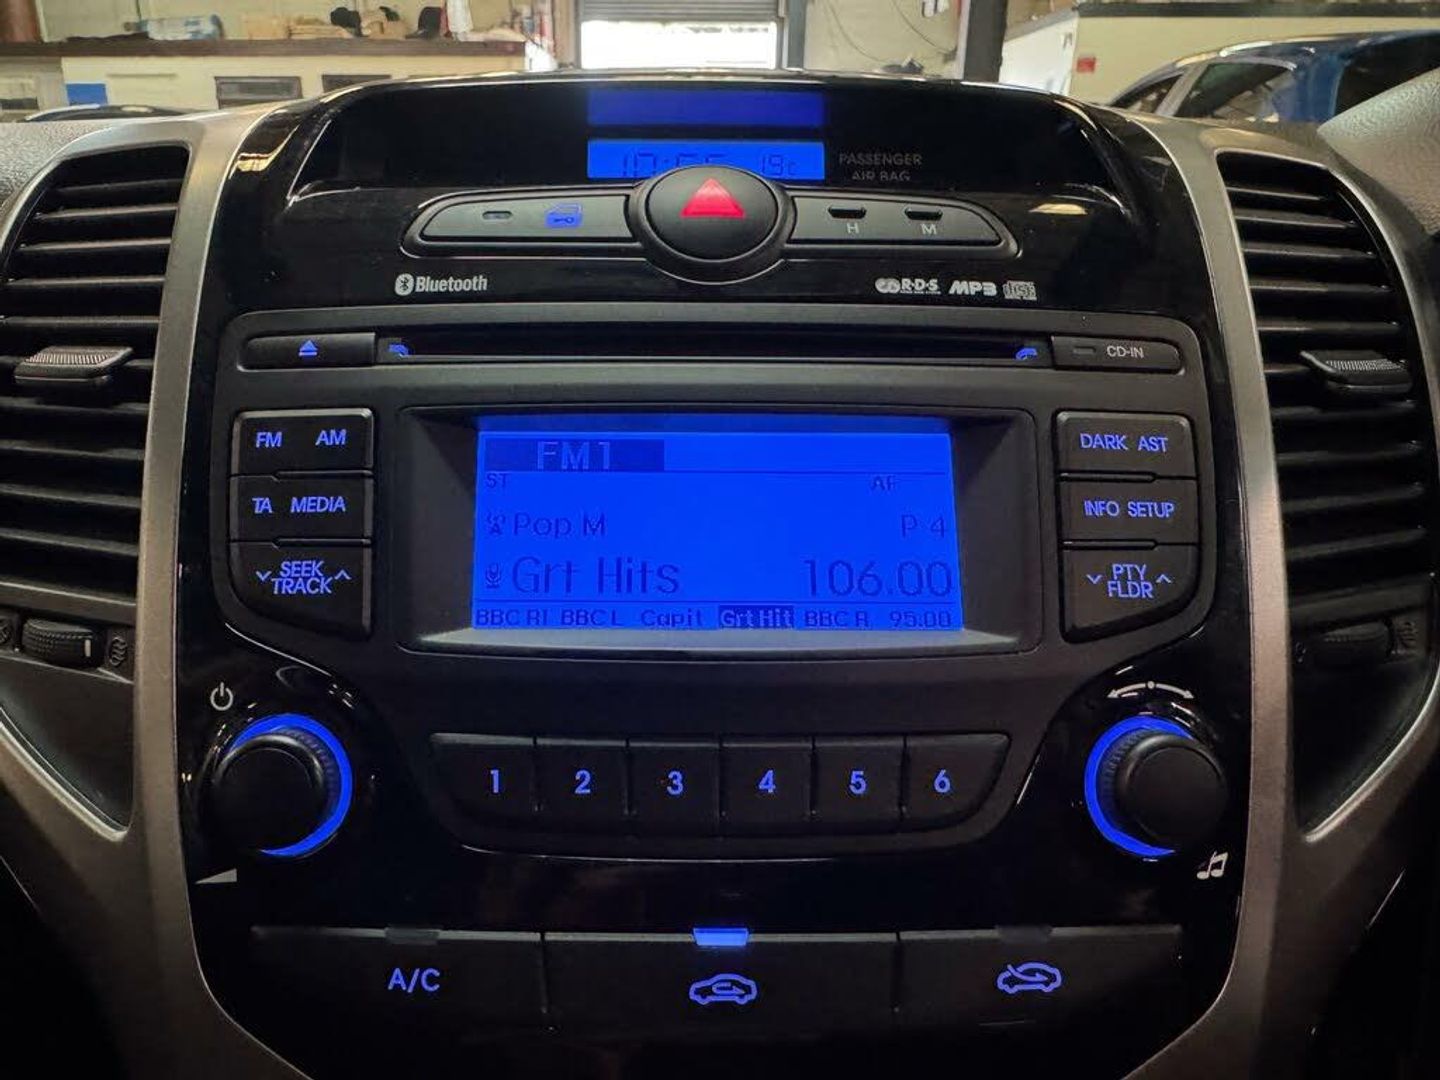 19c PASSENGER
AIR BAG
H M
Bluetooth
R·D·S MP3
CD-IN
FM AM
TA MEDIA
SEEK
TRACK
FM1
ST AF
Pop M P 4
Grt Hits 106.00
BBC R1 BBC L Capit Grt Hit BBC R 95.00
DARK AST
INFO SETUP
PTY
FLDR
1 2 3 4 5 6
A/C